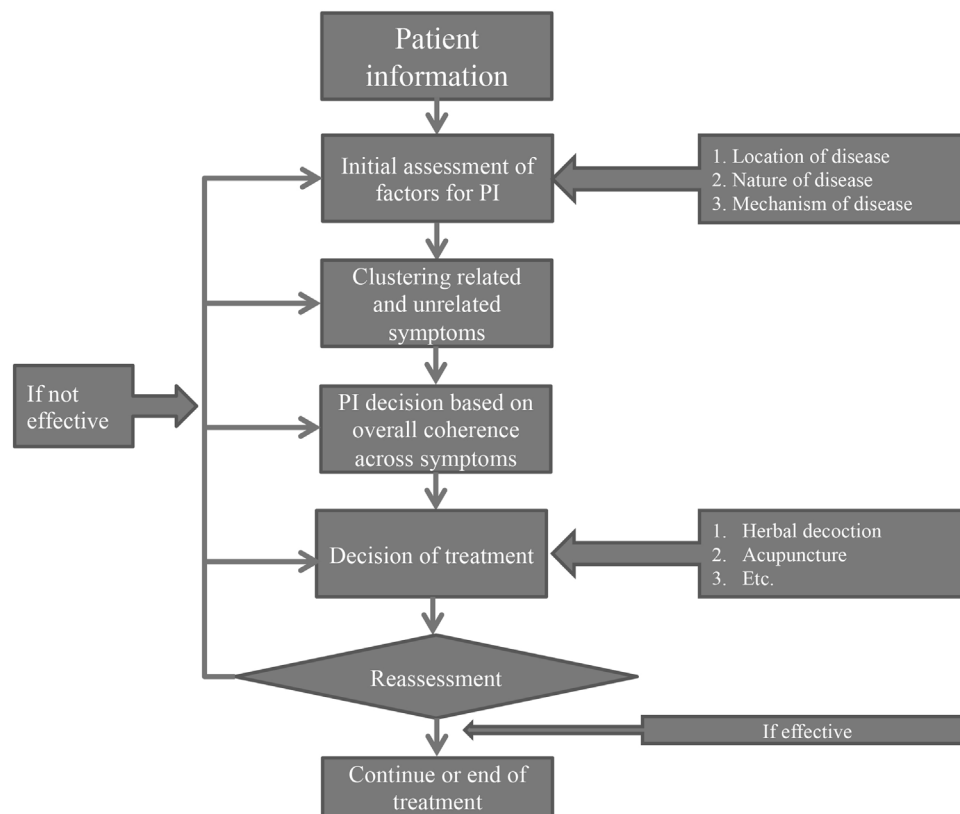 Patient
information
Initial assessment of
factors for PI
1. Location of disease
2. Nature of disease
3. Mechanism of disease
Clustering related
and unrelated
symptoms
If not
effective
PI decision based on
overall coherence
across symptoms
Decision of treatment
1. Herbal decoction
2. Acupuncture
3. Etc.
Reassessment
If effective
Continue or end of
treatment